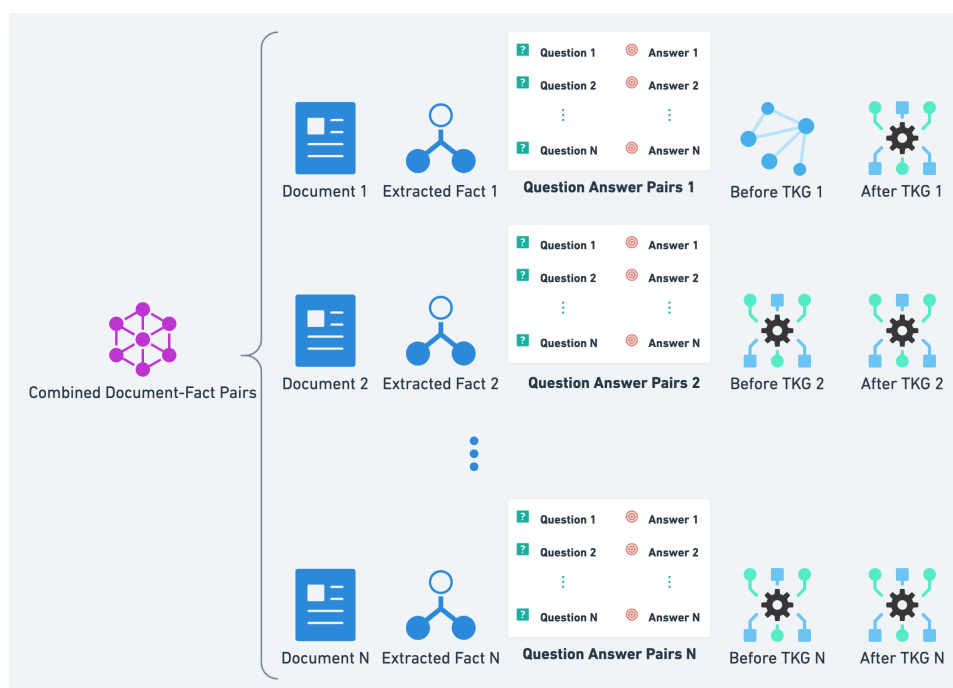 Question 1 Answer 1
Question 2 Answer 2
Question N Answer N
Document 1 Extracted Fact 1 Question Answer Pairs 1 Before TKG 1 After TKG 1
Question 1 Answer 1
Question 2 Answer 2
Question N Answer N
Combined Document-Fact Pairs
Document 2 Extracted Fact 2 Question Answer Pairs 2 Before TKG 2 After TKG 2
Question 1 Answer 1
Question 2 Answer 2
Question N Answer N
Document N Extracted Fact N Question Answer Pairs N Before TKG N After TKG N